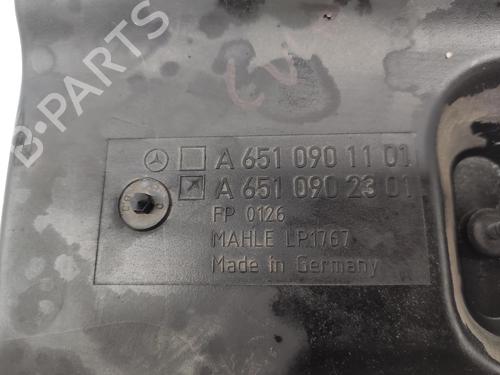 B-PARTS
A 651 090 11 01
A 651 090 23 01
FP 0126
MAHLE LP1767
Made in Germany